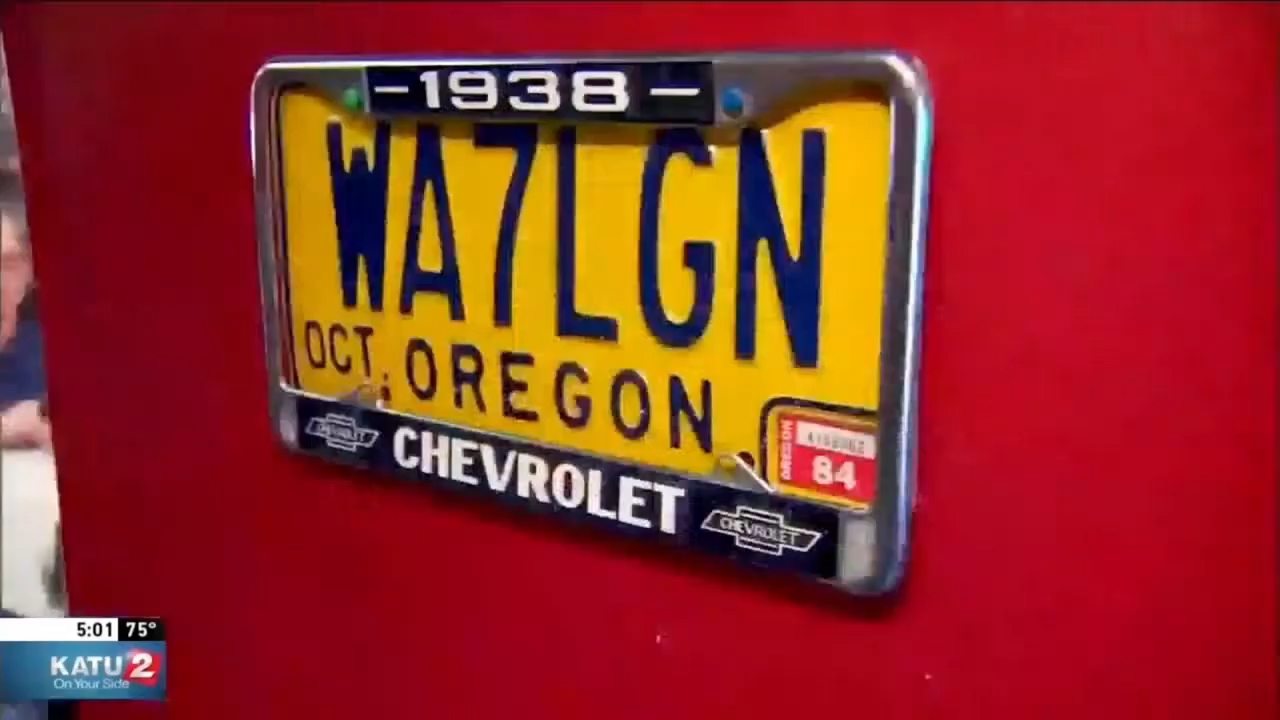 –1938–
WA7LGN
OCT. OREGON
OREGON
84
CHEVROLET
CHEVROLET
CHEVROLET
5:01 75°
KATU 2
On Your Side